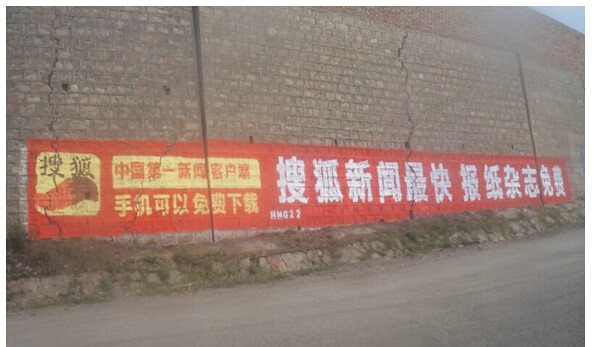 搜狐
中国第一新闻客户端
手机可以免费下载
搜狐新闻最快 报纸杂志免费
HN022